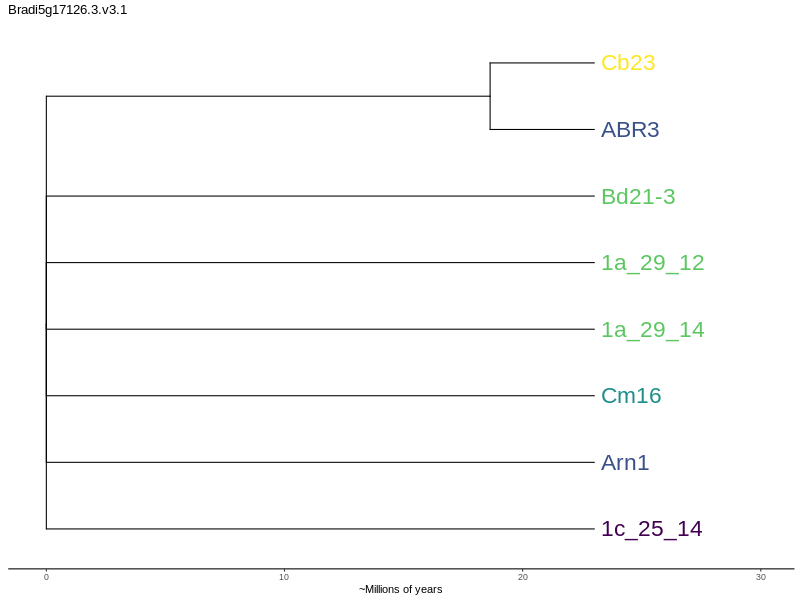 Bradi5g17126.3.v3.1
Cb23
ABR3
Bd21-3
1a_29_12
1a_29_14
Cm16
Arn1
1c_25_14
0 10 20 30
~Millions of years